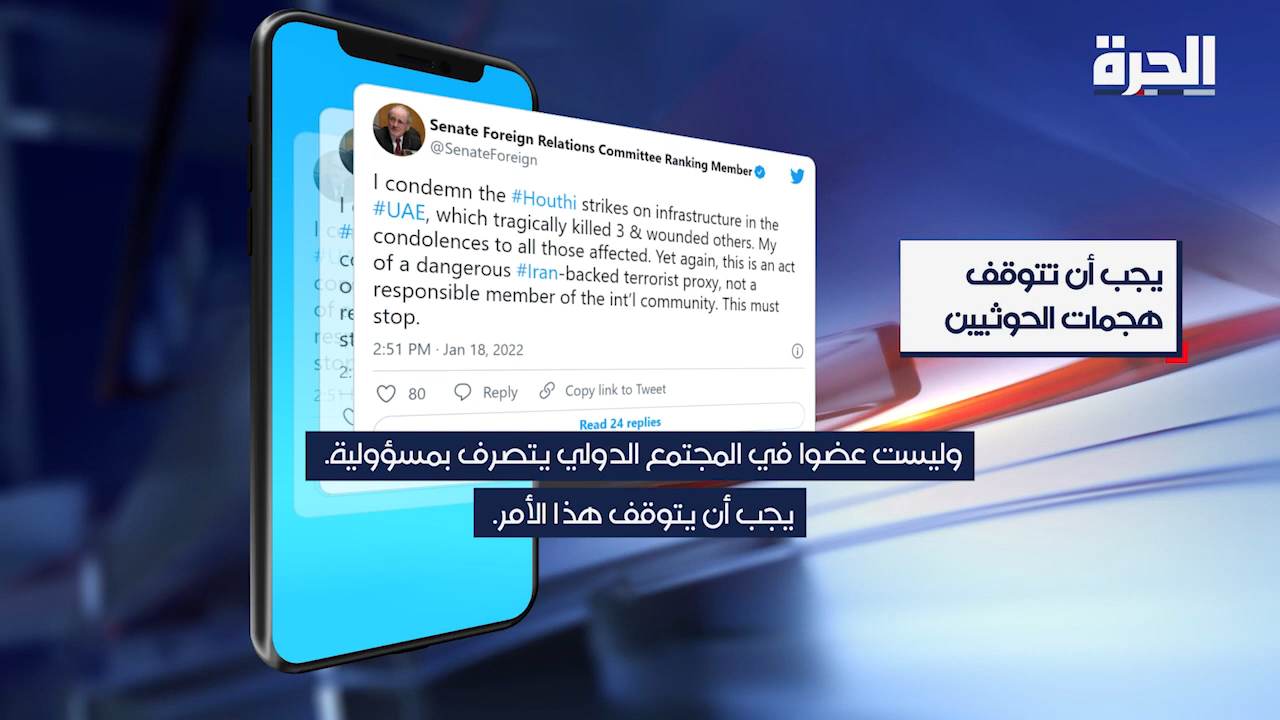 الحرة
Senate Foreign Relations Committee Ranking Member
@SenateForeign
I condemn the #Houthi strikes on infrastructure in the
#UAE, which tragically killed 3 & wounded others. My
condolences to all those affected. Yet again, this is an act
of a dangerous #Iran-backed terrorist proxy, not a
responsible member of the int'l community. This must
stop.
2:51 PM · Jan 18, 2022
80 Reply Copy link to Tweet
Read 24 replies
يجب أن تتوقف
هجمات الحوثيين
وليست عضوا في المجتمع الدولي يتصرف بمسؤولية.
يجب أن يتوقف هذا الأمر.